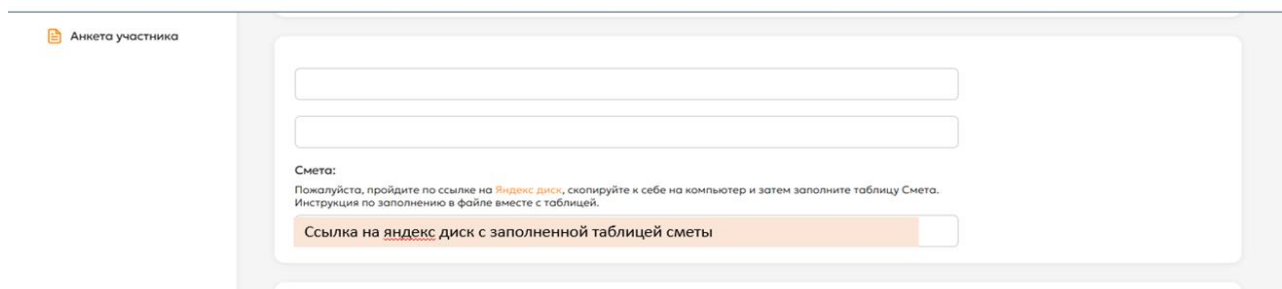 Анкета участника
Смета:
Пожалуйста, пройдите по ссылке на Яндекс диск, скопируйте к себе на компьютер и затем заполните таблицу Смета.
Инструкция по заполнению в файле вместе с таблицей.
Ссылка на яндекс диск с заполненной таблицей сметы